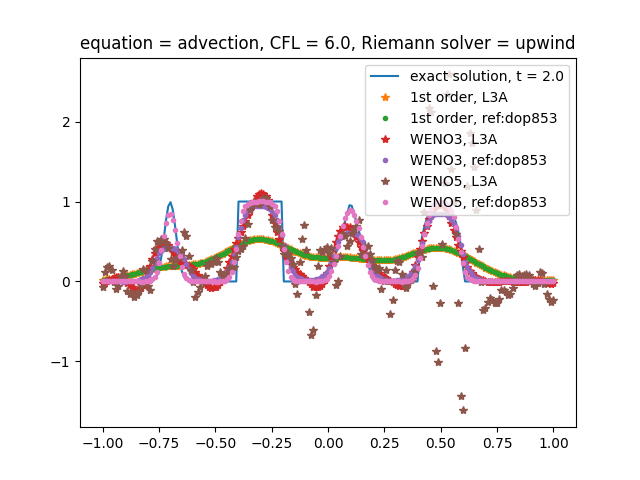 equation = advection, CFL = 6.0, Riemann solver = upwind
exact solution, t = 2.0
1st order, L3A
1st order, ref:dop853
WENO3, L3A
WENO3, ref:dop853
WENO5, L3A
WENO5, ref:dop853
2
1
0
−1
−1.00 −0.75 −0.50 −0.25 0.00 0.25 0.50 0.75 1.00